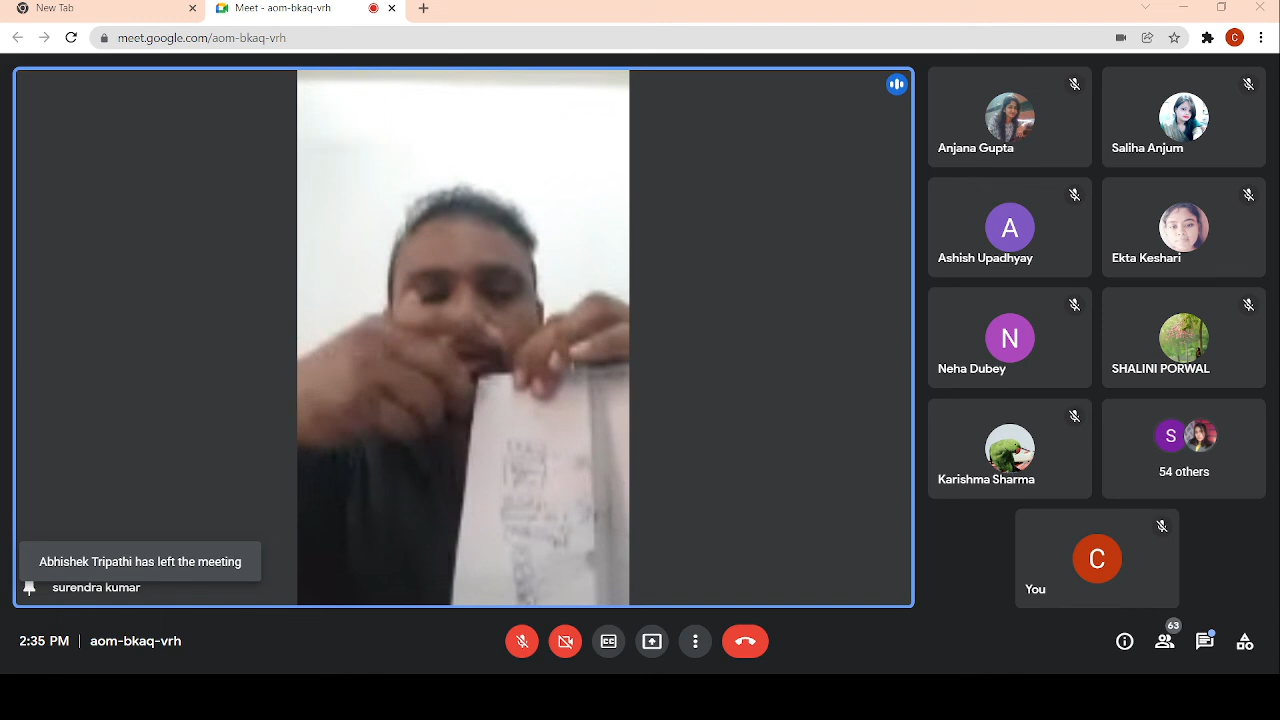 New Tab
Meet - aom-bkaq-vrh
meet.google.com/aom-bkaq-vrh
C
Anjana Gupta
Saliha Anjum
A
Ashish Upadhyay
Ekta Keshari
N
Neha Dubey
SHALINI PORWAL
Karishma Sharma
S
54 others
C
You
Abhishek Tripathi has left the meeting
surendra kumar
2:35 PM
aom-bkaq-vrh
CC
63